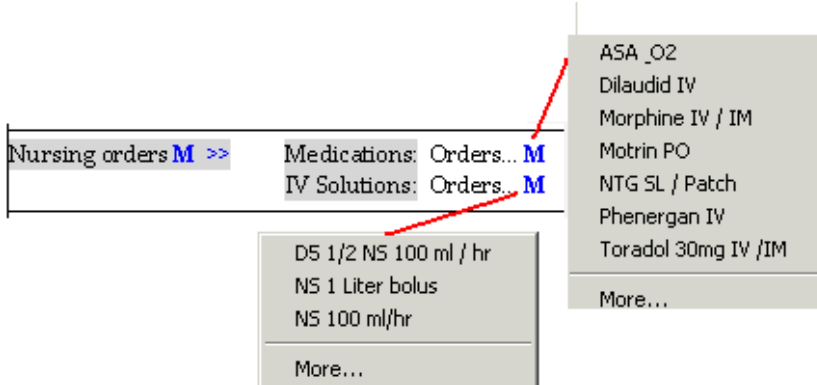 Nursing orders M >> Medications: Orders... M
IV Solutions: Orders... M
ASA _O2
Dilaudid IV
Morphine IV / IM
Motrin PO
NTG SL / Patch
Phenergan IV
Toradol 30mg IV /IM
More...
D5 1/2 NS 100 ml / hr
NS 1 Liter bolus
NS 100 ml/hr
More...